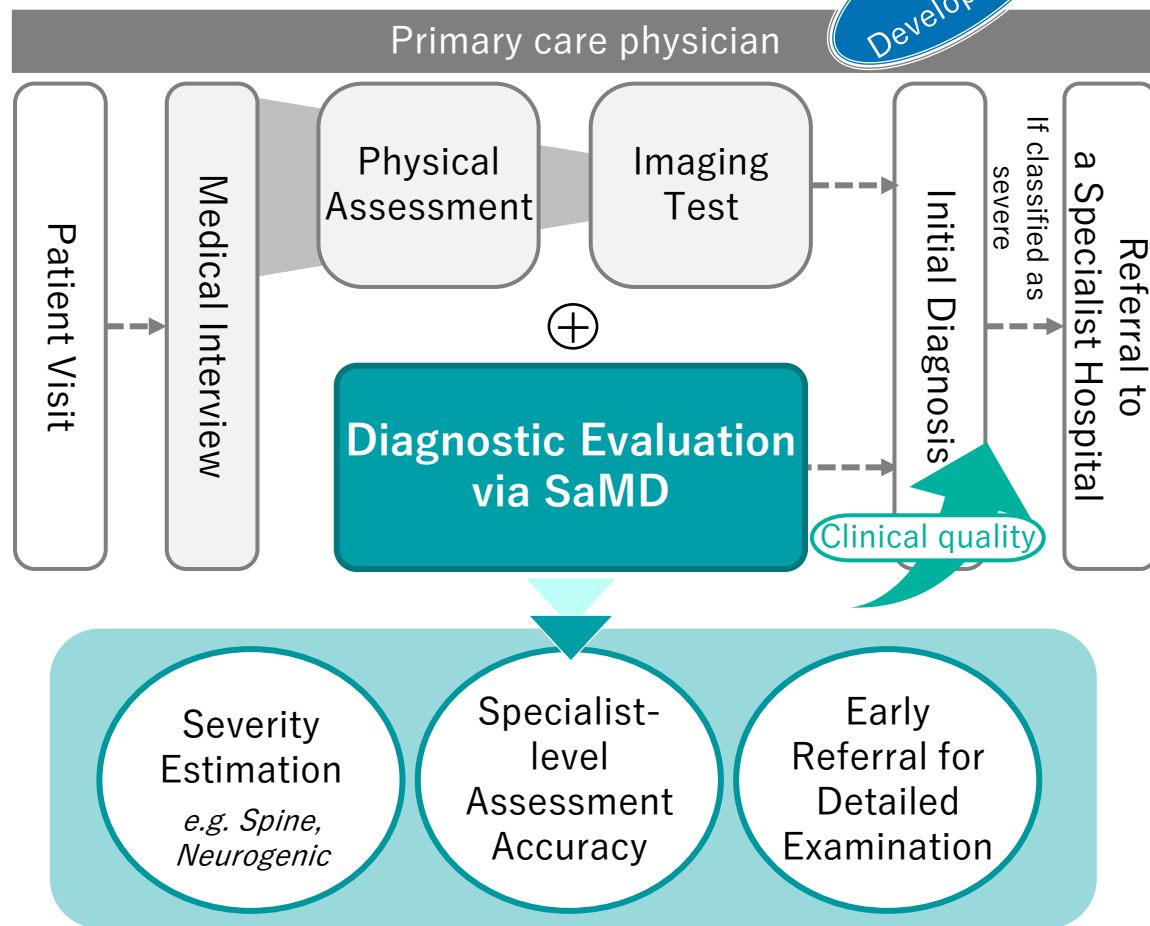 Primary care physician
Patient Visit
Medical Interview
Physical
Assessment
Imaging
Test
Diagnostic Evaluation
via SaMD
Initial Diagnosis
If classified as
severe
Referral to
a Specialist Hospital
Clinical quality
Severity
Estimation
e.g. Spine,
Neurogenic
Specialist-
level
Assessment
Accuracy
Early
Referral for
Detailed
Examination